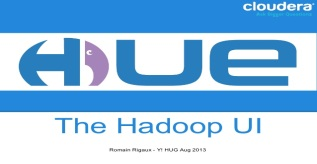 cloudera
Ask Bigger Questions
HUE
The Hadoop UI
Romain Rigaux - Y! HUG Aug 2013